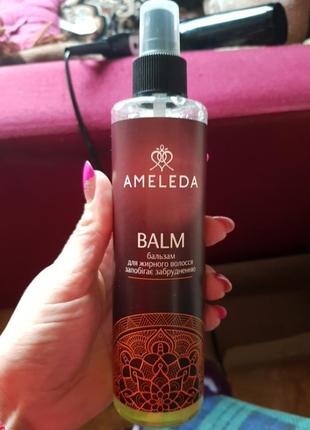 AMELEDA
BALM
бальзам
для жирного волосся
запобігає забрудненню